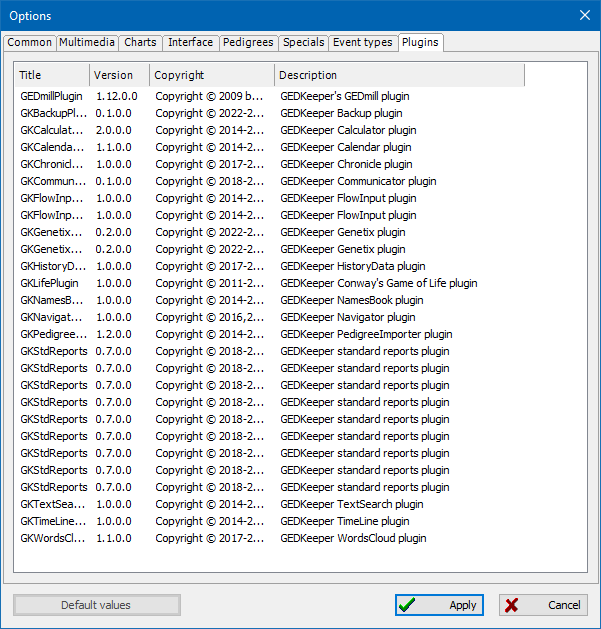 Options
Common Multimedia Charts Interface Pedigrees Specials Event types Plugins
Title Version Copyright Description
GEDmillPlugin 1.12.0.0 Copyright © 2009 b... GEDKeeper's GEDmill plugin
GKBackupPl... 0.1.0.0 Copyright © 2022-2... GEDKeeper Backup plugin
GKCalculat... 2.0.0.0 Copyright © 2014-2... GEDKeeper Calculator plugin
GKCalenda... 1.1.0.0 Copyright © 2014-2... GEDKeeper Calendar plugin
GKChronicl... 1.0.0.0 Copyright © 2017-2... GEDKeeper Chronicle plugin
GKCommun... 0.1.0.0 Copyright © 2018-2... GEDKeeper Communicator plugin
GKFlowInp... 1.0.0.0 Copyright © 2014-2... GEDKeeper FlowInput plugin
GKFlowInp... 1.0.0.0 Copyright © 2014-2... GEDKeeper FlowInput plugin
GKGenetix... 0.2.0.0 Copyright © 2022-2... GEDKeeper Genetix plugin
GKGenetix... 0.2.0.0 Copyright © 2022-2... GEDKeeper Genetix plugin
GKHistoryD... 1.0.0.0 Copyright © 2017-2... GEDKeeper HistoryData plugin
GKLifePlugin 1.0.0.0 Copyright © 2011-2... GEDKeeper Conway's Game of Life plugin
GKNamesB... 1.0.0.0 Copyright © 2014-2... GEDKeeper NamesBook plugin
GKNavigat... 1.0.0.0 Copyright © 2016,2... GEDKeeper Navigator plugin
GKPedigree... 1.2.0.0 Copyright © 2014-2... GEDKeeper PedigreeImporter plugin
GKStdReports 0.7.0.0 Copyright © 2018-2... GEDKeeper standard reports plugin
GKStdReports 0.7.0.0 Copyright © 2018-2... GEDKeeper standard reports plugin
GKStdReports 0.7.0.0 Copyright © 2018-2... GEDKeeper standard reports plugin
GKStdReports 0.7.0.0 Copyright © 2018-2... GEDKeeper standard reports plugin
GKStdReports 0.7.0.0 Copyright © 2018-2... GEDKeeper standard reports plugin
GKStdReports 0.7.0.0 Copyright © 2018-2... GEDKeeper standard reports plugin
GKStdReports 0.7.0.0 Copyright © 2018-2... GEDKeeper standard reports plugin
GKStdReports 0.7.0.0 Copyright © 2018-2... GEDKeeper standard reports plugin
GKStdReports 0.7.0.0 Copyright © 2018-2... GEDKeeper standard reports plugin
GKTextSea... 1.0.0.0 Copyright © 2014-2... GEDKeeper TextSearch plugin
GKTimeLine... 1.0.0.0 Copyright © 2014-2... GEDKeeper TimeLine plugin
GKWordsCl... 1.1.0.0 Copyright © 2017-2... GEDKeeper WordsCloud plugin
Default values Apply Cancel